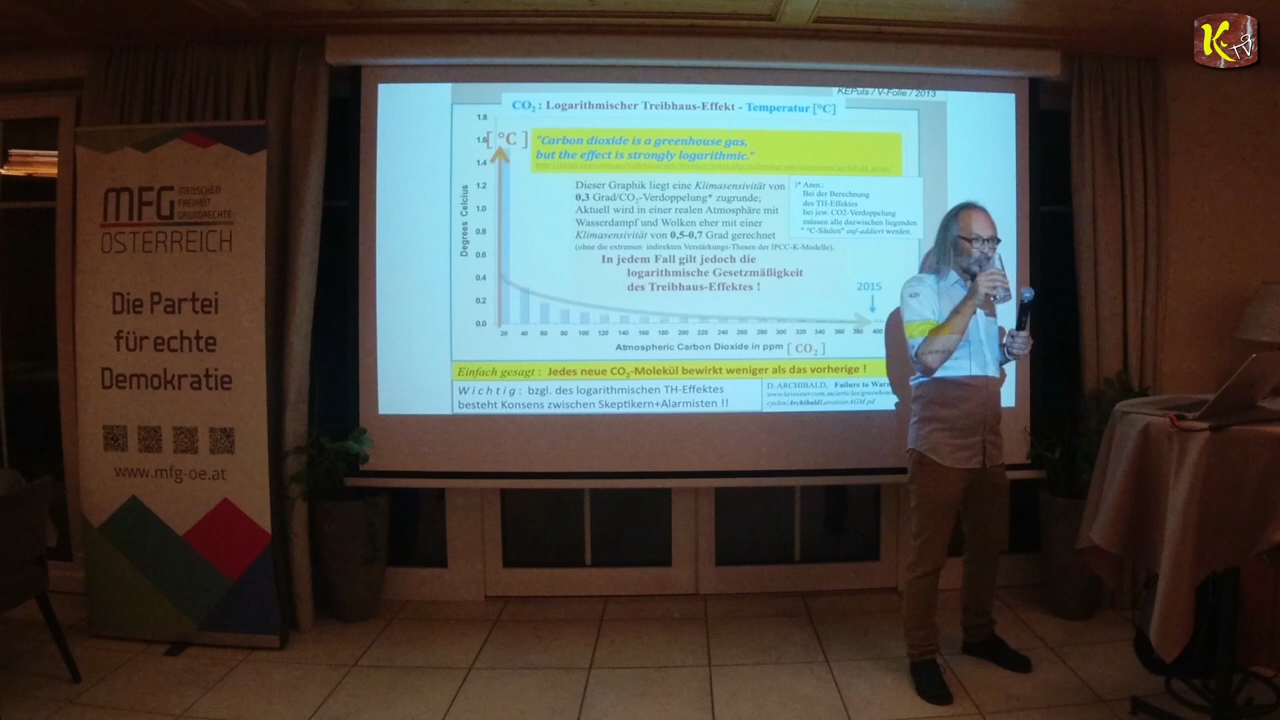 K TV
KEPuls / V-Folie / 2013
CO2 : Logarithmischer Treibhaus-Effekt - Temperatur [°C]
[ °C ]
"Carbon dioxide is a greenhouse gas,
but the effect is strongly logarithmic."
Dieser Graphik liegt eine Klimasensivität von
0,3 Grad/CO2-Verdoppelung* zugrunde;
Aktuell wird in einer realen Atmosphäre mit
Wasserdampf und Wolken eher mit einer
Klimasensivität von 0,5-0,7 Grad gerechnet
(ohne die extremen indirekten Verstärkungs-Thesen der IPCC-K-Modelle).
)* Anm.:
Bei der Berechnung
des TH-Effektes
bei jew. CO2-Verdoppelung
müssen alle dazwischen liegenden
"°C-Säulen" auf-addiert werden.
In jedem Fall gilt jedoch die
logarithmische Gesetzmäßigkeit
des Treibhaus-Effektes !
2015
Degrees Celcius
1.8
1.6
1.4
1.2
1.0
0.8
0.6
0.4
0.2
0.0
20 40 60 80 100 120 140 160 180 200 220 240 260 280 300 320 340 360 380 400
Atmospheric Carbon Dioxide in ppm [ CO2 ]
Einfach gesagt : Jedes neue CO2-Molekül bewirkt weniger als das vorherige !
Wichtig : bzgl. des logarithmischen TH-Effektes
besteht Konsens zwischen Skeptikern+Alarmisten !!
D. ARCHIBALD, Failure to Warm
MFG
MENSCHEN
FREIHEIT
GRUNDRECHTE
ÖSTERREICH
Die Partei
für echte
Demokratie
www.mfg-oe.at